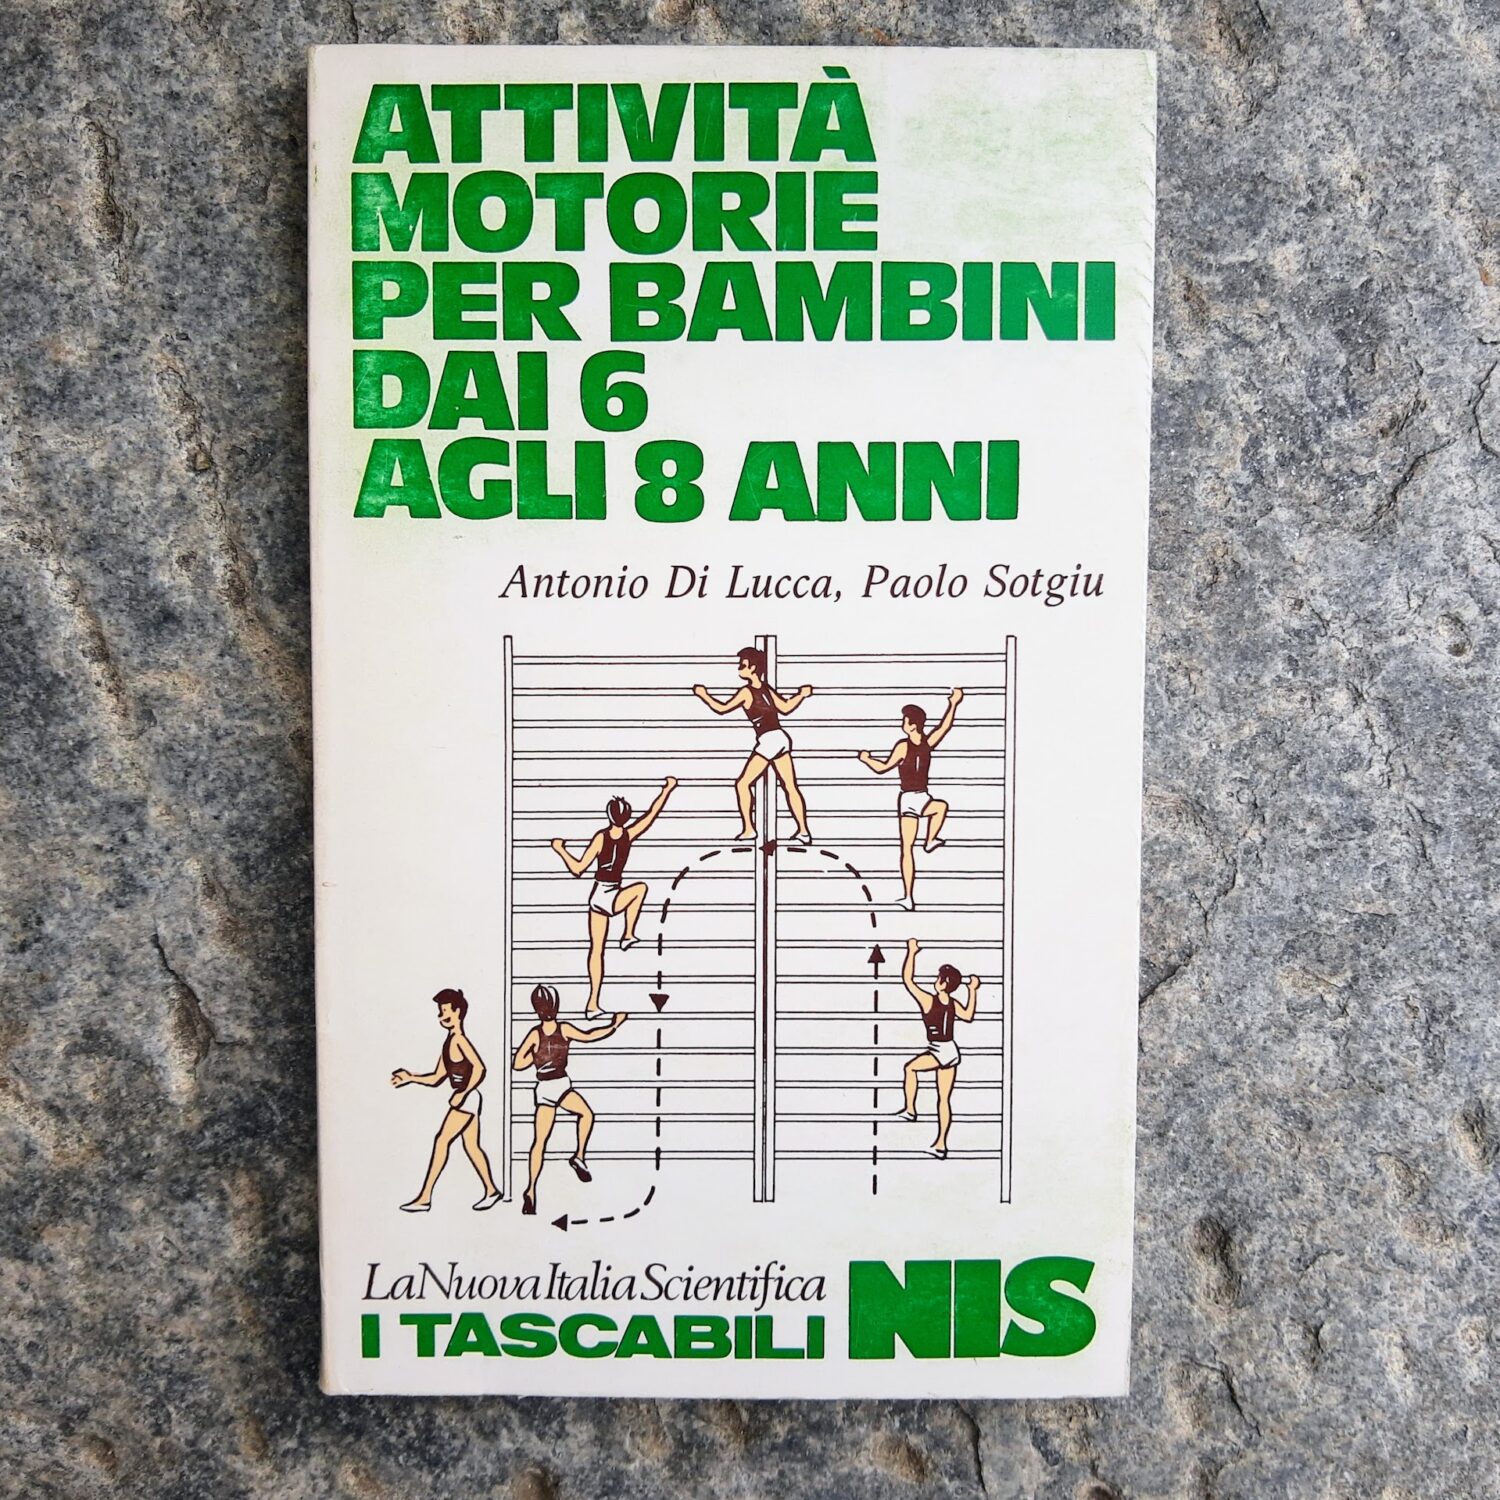 ATTIVITÀ
MOTORIE
PER BAMBINI
DAI 6
AGLI 8 ANNI
Antonio Di Lucca, Paolo Sotgiu
La Nuova Italia Scientifica
I TASCABILI NIS